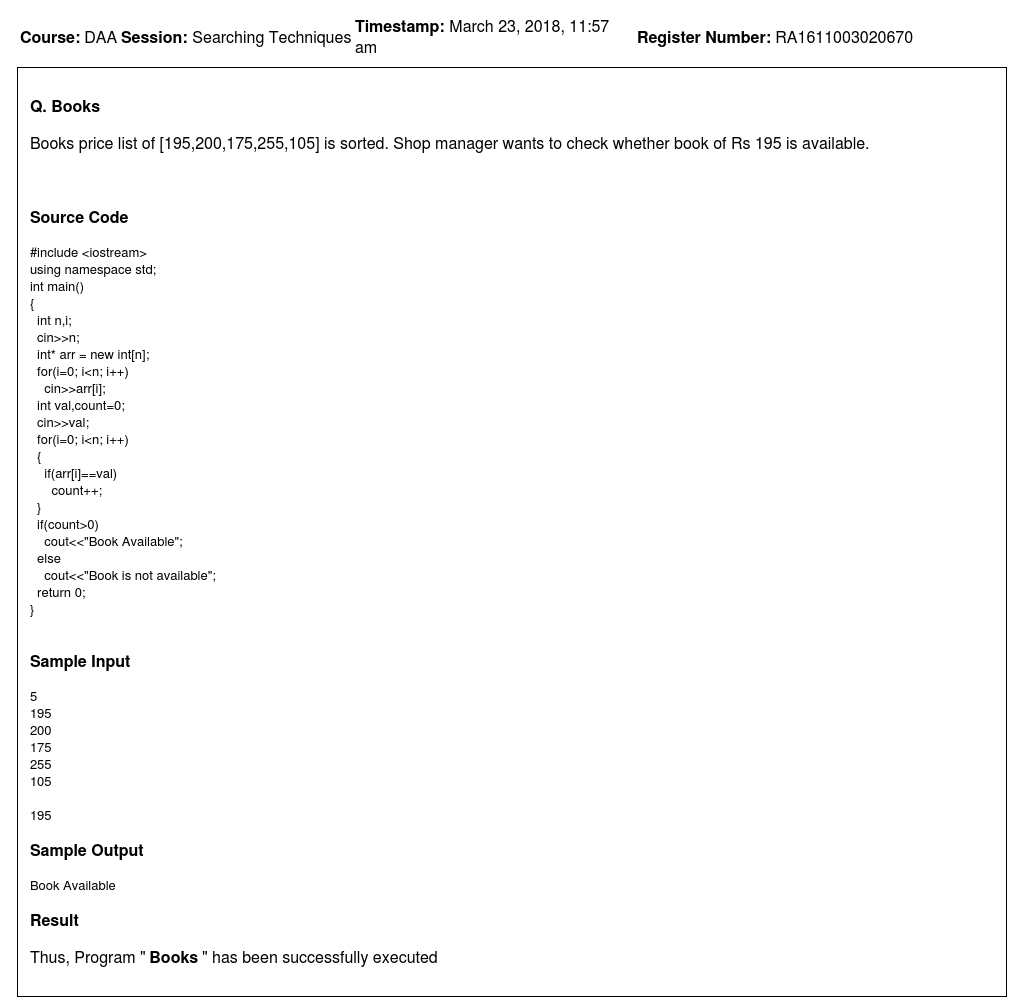 Course: DAA Session: Searching Techniques Timestamp: March 23, 2018, 11:57 am Register Number: RA1611003020670
Q. Books
Books price list of [195,200,175,255,105] is sorted. Shop manager wants to check whether book of Rs 195 is available.
Source Code
#include <iostream>
using namespace std;
int main()
{
  int n,i;
  cin>>n;
  int* arr = new int[n];
  for(i=0; i<n; i++)
    cin>>arr[i];
  int val,count=0;
  cin>>val;
  for(i=0; i<n; i++)
  {
    if(arr[i]==val)
      count++;
  }
  if(count>0)
    cout<<"Book Available";
  else
    cout<<"Book is not available";
  return 0;
}
Sample Input
5
195
200
175
255
105
195
Sample Output
Book Available
Result
Thus, Program " Books " has been successfully executed